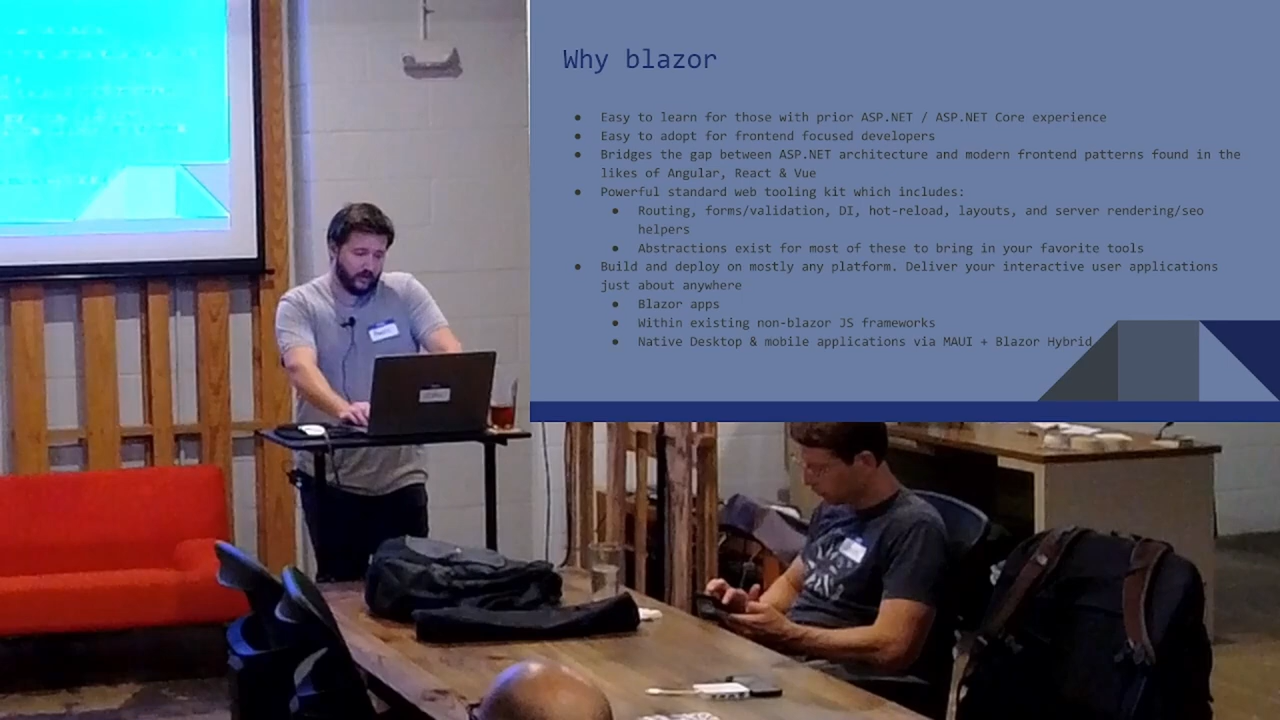 Why blazor
● Easy to learn for those with prior ASP.NET / ASP.NET Core experience
● Easy to adopt for frontend focused developers
● Bridges the gap between ASP.NET architecture and modern frontend patterns found in the
likes of Angular, React & Vue
● Powerful standard web tooling kit which includes:
● Routing, forms/validation, DI, hot-reload, layouts, and server rendering/seo
helpers
● Abstractions exist for most of these to bring in your favorite tools
● Build and deploy on mostly any platform. Deliver your interactive user applications
just about anywhere
● Blazor apps
● Within existing non-blazor JS frameworks
● Native Desktop & mobile applications via MAUI + Blazor Hybrid